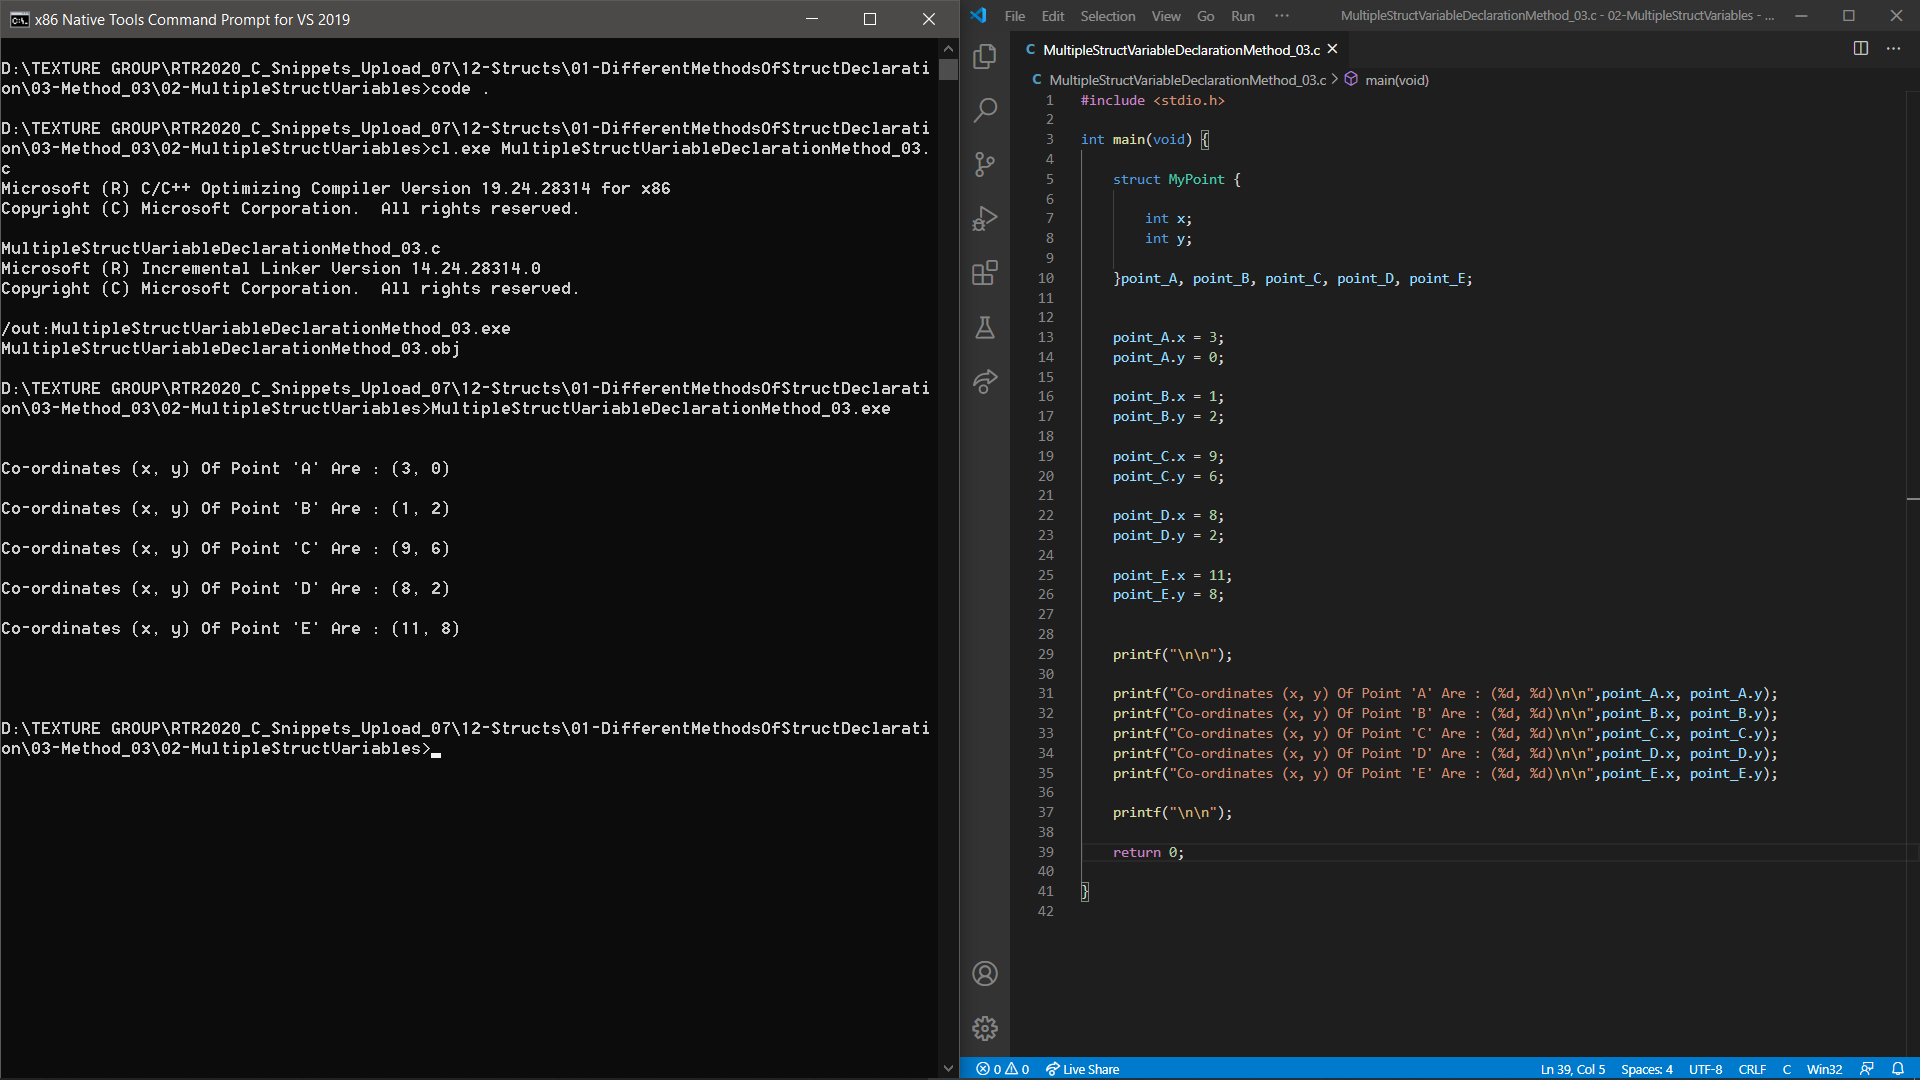 x86 Native Tools Command Prompt for VS 2019
D:\TEXTURE GROUP\RTR2020_C_Snippets_Upload_07\12-Structs\01-DifferentMethodsOfStructDeclarati
on\03-Method_03\02-MultipleStructVariables>code .
D:\TEXTURE GROUP\RTR2020_C_Snippets_Upload_07\12-Structs\01-DifferentMethodsOfStructDeclarati
on\03-Method_03\02-MultipleStructVariables>cl.exe MultipleStructVariableDeclarationMethod_03.
c
Microsoft (R) C/C++ Optimizing Compiler Version 19.24.28314 for x86
Copyright (C) Microsoft Corporation.  All rights reserved.
MultipleStructVariableDeclarationMethod_03.c
Microsoft (R) Incremental Linker Version 14.24.28314.0
Copyright (C) Microsoft Corporation.  All rights reserved.
/out:MultipleStructVariableDeclarationMethod_03.exe
MultipleStructVariableDeclarationMethod_03.obj
D:\TEXTURE GROUP\RTR2020_C_Snippets_Upload_07\12-Structs\01-DifferentMethodsOfStructDeclarati
on\03-Method_03\02-MultipleStructVariables>MultipleStructVariableDeclarationMethod_03.exe
Co-ordinates (x, y) Of Point 'A' Are : (3, 0)
Co-ordinates (x, y) Of Point 'B' Are : (1, 2)
Co-ordinates (x, y) Of Point 'C' Are : (9, 6)
Co-ordinates (x, y) Of Point 'D' Are : (8, 2)
Co-ordinates (x, y) Of Point 'E' Are : (11, 8)
D:\TEXTURE GROUP\RTR2020_C_Snippets_Upload_07\12-Structs\01-DifferentMethodsOfStructDeclarati
on\03-Method_03\02-MultipleStructVariables>
File Edit Selection View Go Run ... MultipleStructVariableDeclarationMethod_03.c - 02-MultipleStructVariables - ...
C MultipleStructVariableDeclarationMethod_03.c
C MultipleStructVariableDeclarationMethod_03.c > main(void)
1 #include <stdio.h>
2
3 int main(void) {
4
5 struct MyPoint {
6
7 int x;
8 int y;
9
10 }point_A, point_B, point_C, point_D, point_E;
11
12
13 point_A.x = 3;
14 point_A.y = 0;
15
16 point_B.x = 1;
17 point_B.y = 2;
18
19 point_C.x = 9;
20 point_C.y = 6;
21
22 point_D.x = 8;
23 point_D.y = 2;
24
25 point_E.x = 11;
26 point_E.y = 8;
27
28
29 printf("\n\n");
30
31 printf("Co-ordinates (x, y) Of Point 'A' Are : (%d, %d)\n\n",point_A.x, point_A.y);
32 printf("Co-ordinates (x, y) Of Point 'B' Are : (%d, %d)\n\n",point_B.x, point_B.y);
33 printf("Co-ordinates (x, y) Of Point 'C' Are : (%d, %d)\n\n",point_C.x, point_C.y);
34 printf("Co-ordinates (x, y) Of Point 'D' Are : (%d, %d)\n\n",point_D.x, point_D.y);
35 printf("Co-ordinates (x, y) Of Point 'E' Are : (%d, %d)\n\n",point_E.x, point_E.y);
36
37 printf("\n\n");
38
39 return 0;
40
41 }
42
0 0 Live Share Ln 39, Col 5 Spaces: 4 UTF-8 CRLF C Win32